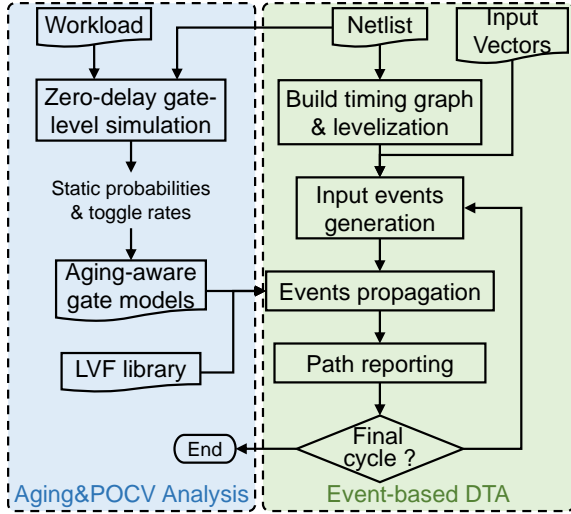 Workload
Netlist
Input
Vectors
Zero-delay gate-
level simulation
Build timing graph
& levelization
Static probabilities
& toggle rates
Input events
generation
Aging-aware
gate models
Events propagation
LVF library
Path reporting
Final
cycle ?
End
Aging&POCV Analysis
Event-based DTA